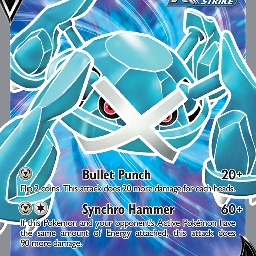 STRIKE
Bullet Punch 20+
Flip 2 coins. This attack does 20 more damage for each heads.
Synchro Hammer 60+
If this Pokémon and your opponent's Active Pokémon have
the same amount of Energy attached, this attack does
90 more damage.